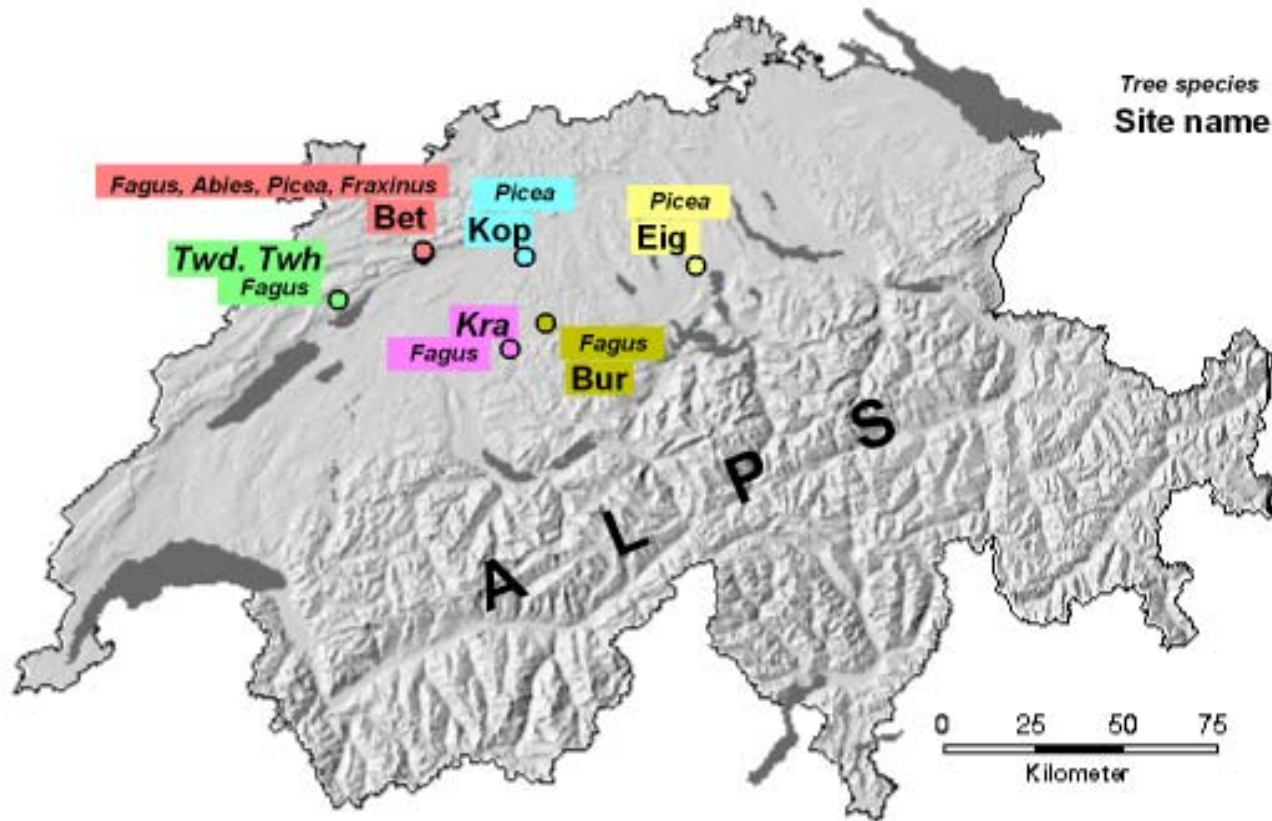 Tree species
Site name
Fagus, Abies, Picea, Fraxinus
Bet
Picea
Kop
Picea
Eig
Twd. Twh
Fagus
Kra
Fagus
Fagus
Bur
A L P S
0 25 50 75
Kilometer